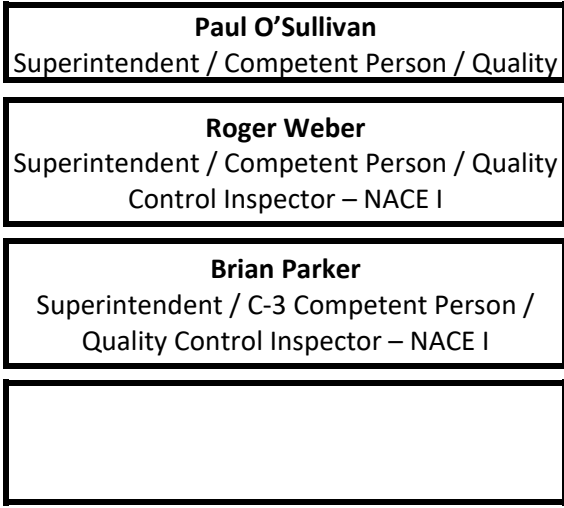 Paul O’Sullivan
Superintendent / Competent Person / Quality
Roger Weber
Superintendent / Competent Person / Quality
Control Inspector – NACE I
Brian Parker
Superintendent / C-3 Competent Person /
Quality Control Inspector – NACE I